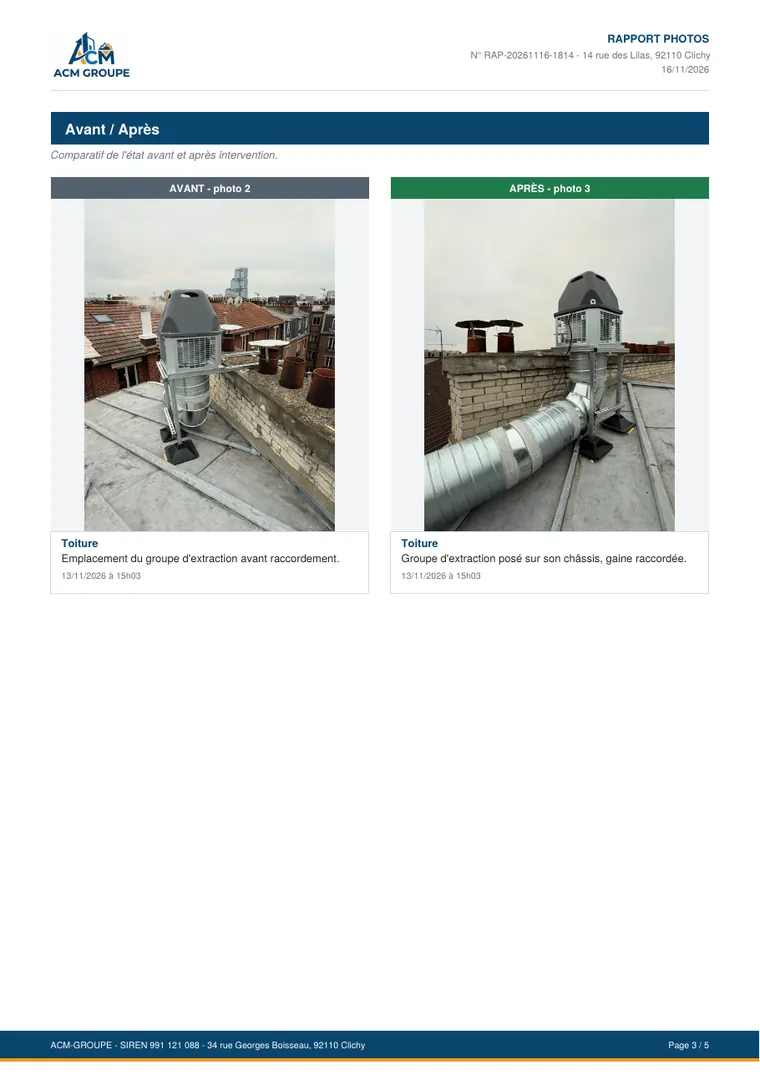 ACM
ACM GROUPE
RAPPORT PHOTOS
N° RAP-20261116-1814 - 14 rue des Lilas, 92110 Clichy
16/11/2026
Avant / Après
Comparatif de l'état avant et après intervention.
AVANT - photo 2
APRÈS - photo 3
Toiture
Emplacement du groupe d'extraction avant raccordement.
13/11/2026 à 15h03
Toiture
Groupe d'extraction posé sur son châssis, gaine raccordée.
13/11/2026 à 15h03
ACM-GROUPE - SIREN 991 121 088 - 34 rue Georges Boisseau, 92110 Clichy
Page 3 / 5